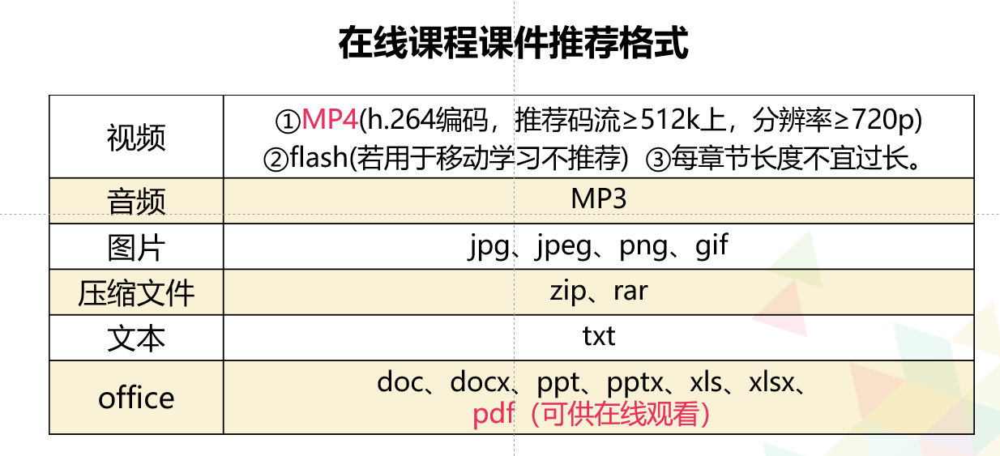 在线课程课件推荐格式
视频
①MP4(h.264编码，推荐码流≥512k上，分辨率≥720p)
②flash(若用于移动学习不推荐) ③每章节长度不宜过长。
音频
MP3
图片
jpg、jpeg、png、gif
压缩文件
zip、rar
文本
txt
office
doc、docx、ppt、pptx、xls、xlsx、
pdf（可供在线观看）